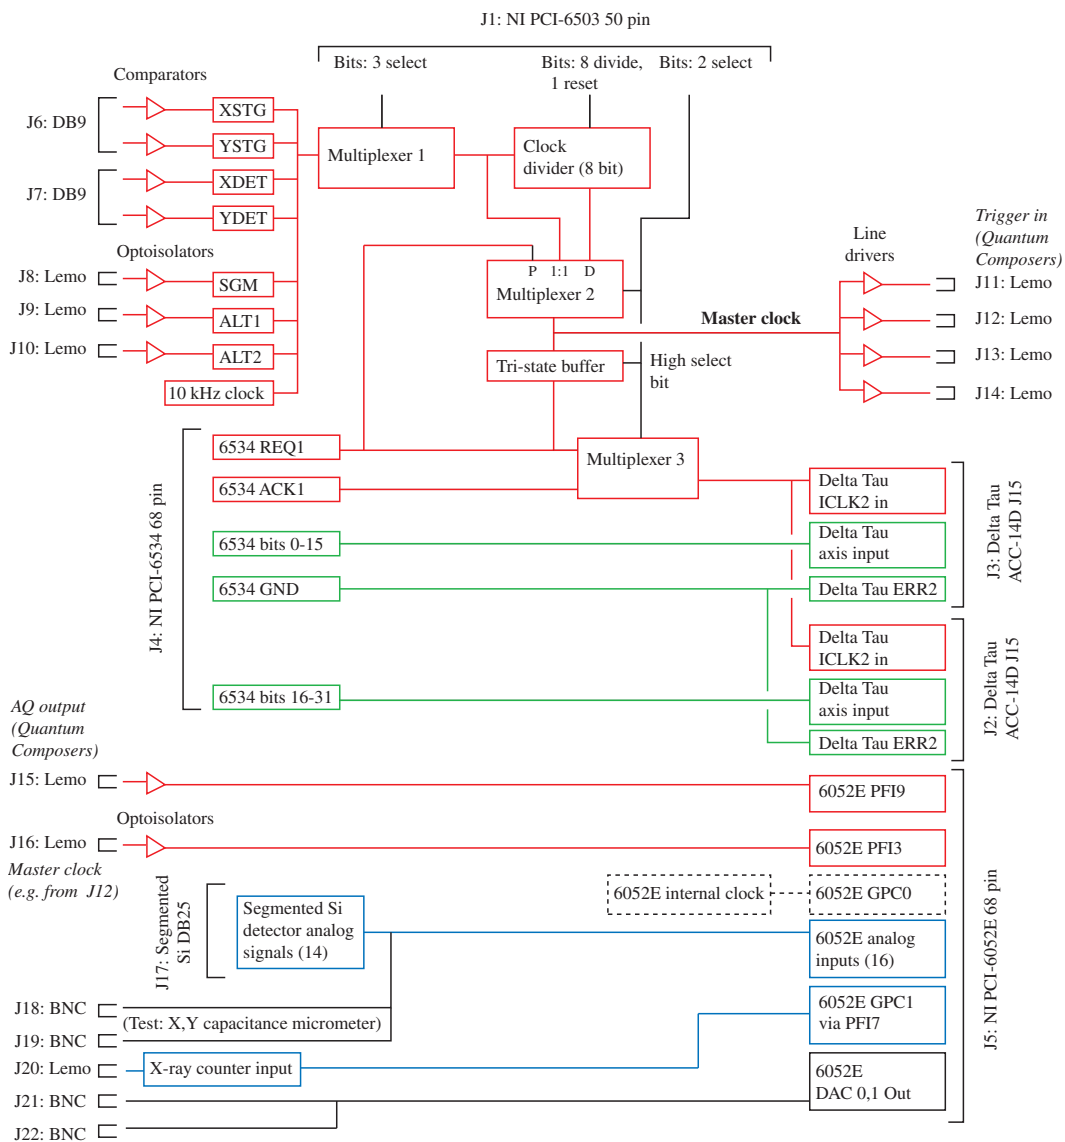 J1: NI PCI-6503 50 pin
Bits: 3 select
Bits: 8 divide,
1 reset
Bits: 2 select
Comparators
J6: DB9
XSTG
YSTG
J7: DB9
XDET
YDET
Multiplexer 1
Clock
divider (8 bit)
Optoisolators
J8: Lemo
SGM
J9: Lemo
ALT1
J10: Lemo
ALT2
10 kHz clock
P 1:1 D
Multiplexer 2
Master clock
Tri-state buffer
High select
bit
Line
drivers
Trigger in
(Quantum
Composers)
J11: Lemo
J12: Lemo
J13: Lemo
J14: Lemo
J4: NI PCI-6534 68 pin
6534 REQ1
6534 ACK1
Multiplexer 3
6534 bits 0-15
6534 GND
6534 bits 16-31
Delta Tau
ICLK2 in
Delta Tau
axis input
Delta Tau ERR2
J3: Delta Tau
ACC-14D J15
Delta Tau
ICLK2 in
Delta Tau
axis input
Delta Tau ERR2
J2: Delta Tau
ACC-14D J15
AQ output
(Quantum
Composers)
J15: Lemo
6052E PFI9
Optoisolators
J16: Lemo
6052E PFI3
Master clock
(e.g. from J12)
6052E internal clock
6052E GPC0
J17: Segmented
Si DB25
Segmented Si
detector analog
signals (14)
6052E analog
inputs (16)
J18: BNC
(Test: X,Y capacitance micrometer)
J19: BNC
6052E GPC1
via PFI7
J20: Lemo
X-ray counter input
J21: BNC
6052E
DAC 0,1 Out
J22: BNC
J5: NI PCI-6052E 68 pin